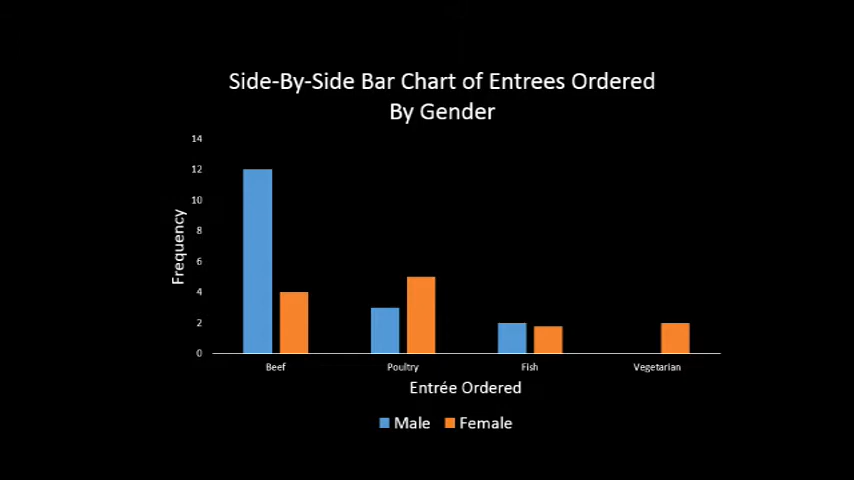 Side-By-Side Bar Chart of Entrees Ordered
By Gender
14
12
10
8
6
4
2
0
Frequency
Beef Poultry Fish Vegetarian
Entrée Ordered
Male Female